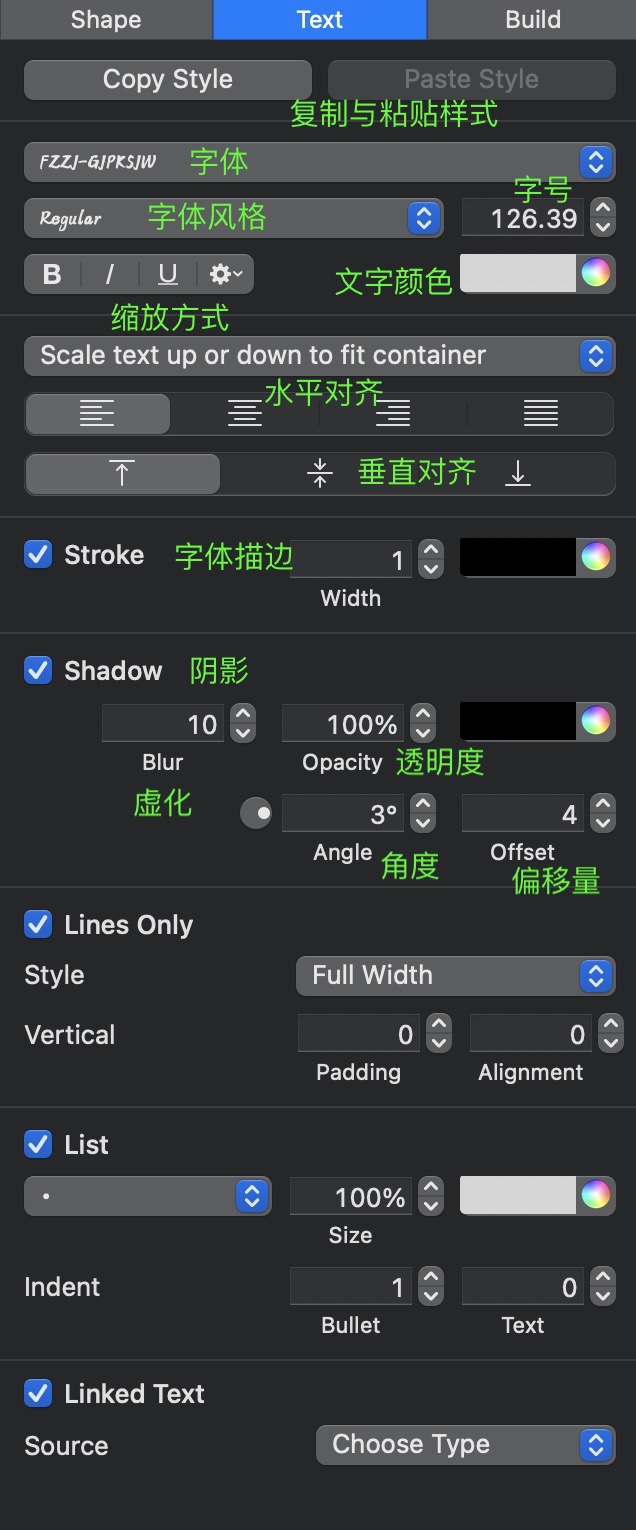 Shape Text Build
Copy Style Paste Style
复制与粘贴样式
FZZJ-GJPKSJW 字体
字号
Regular 字体风格 126.39
B I U 文字颜色
缩放方式
Scale text up or down to fit container
水平对齐
垂直对齐
Stroke 字体描边 1
Width
Shadow 阴影
10 100%
Blur Opacity 透明度
虚化 3° 4
Angle 角度 Offset
偏移量
Lines Only
Style Full Width
Vertical 0 0
Padding Alignment
List
• 100%
Size
Indent 1 0
Bullet Text
Linked Text
Source Choose Type